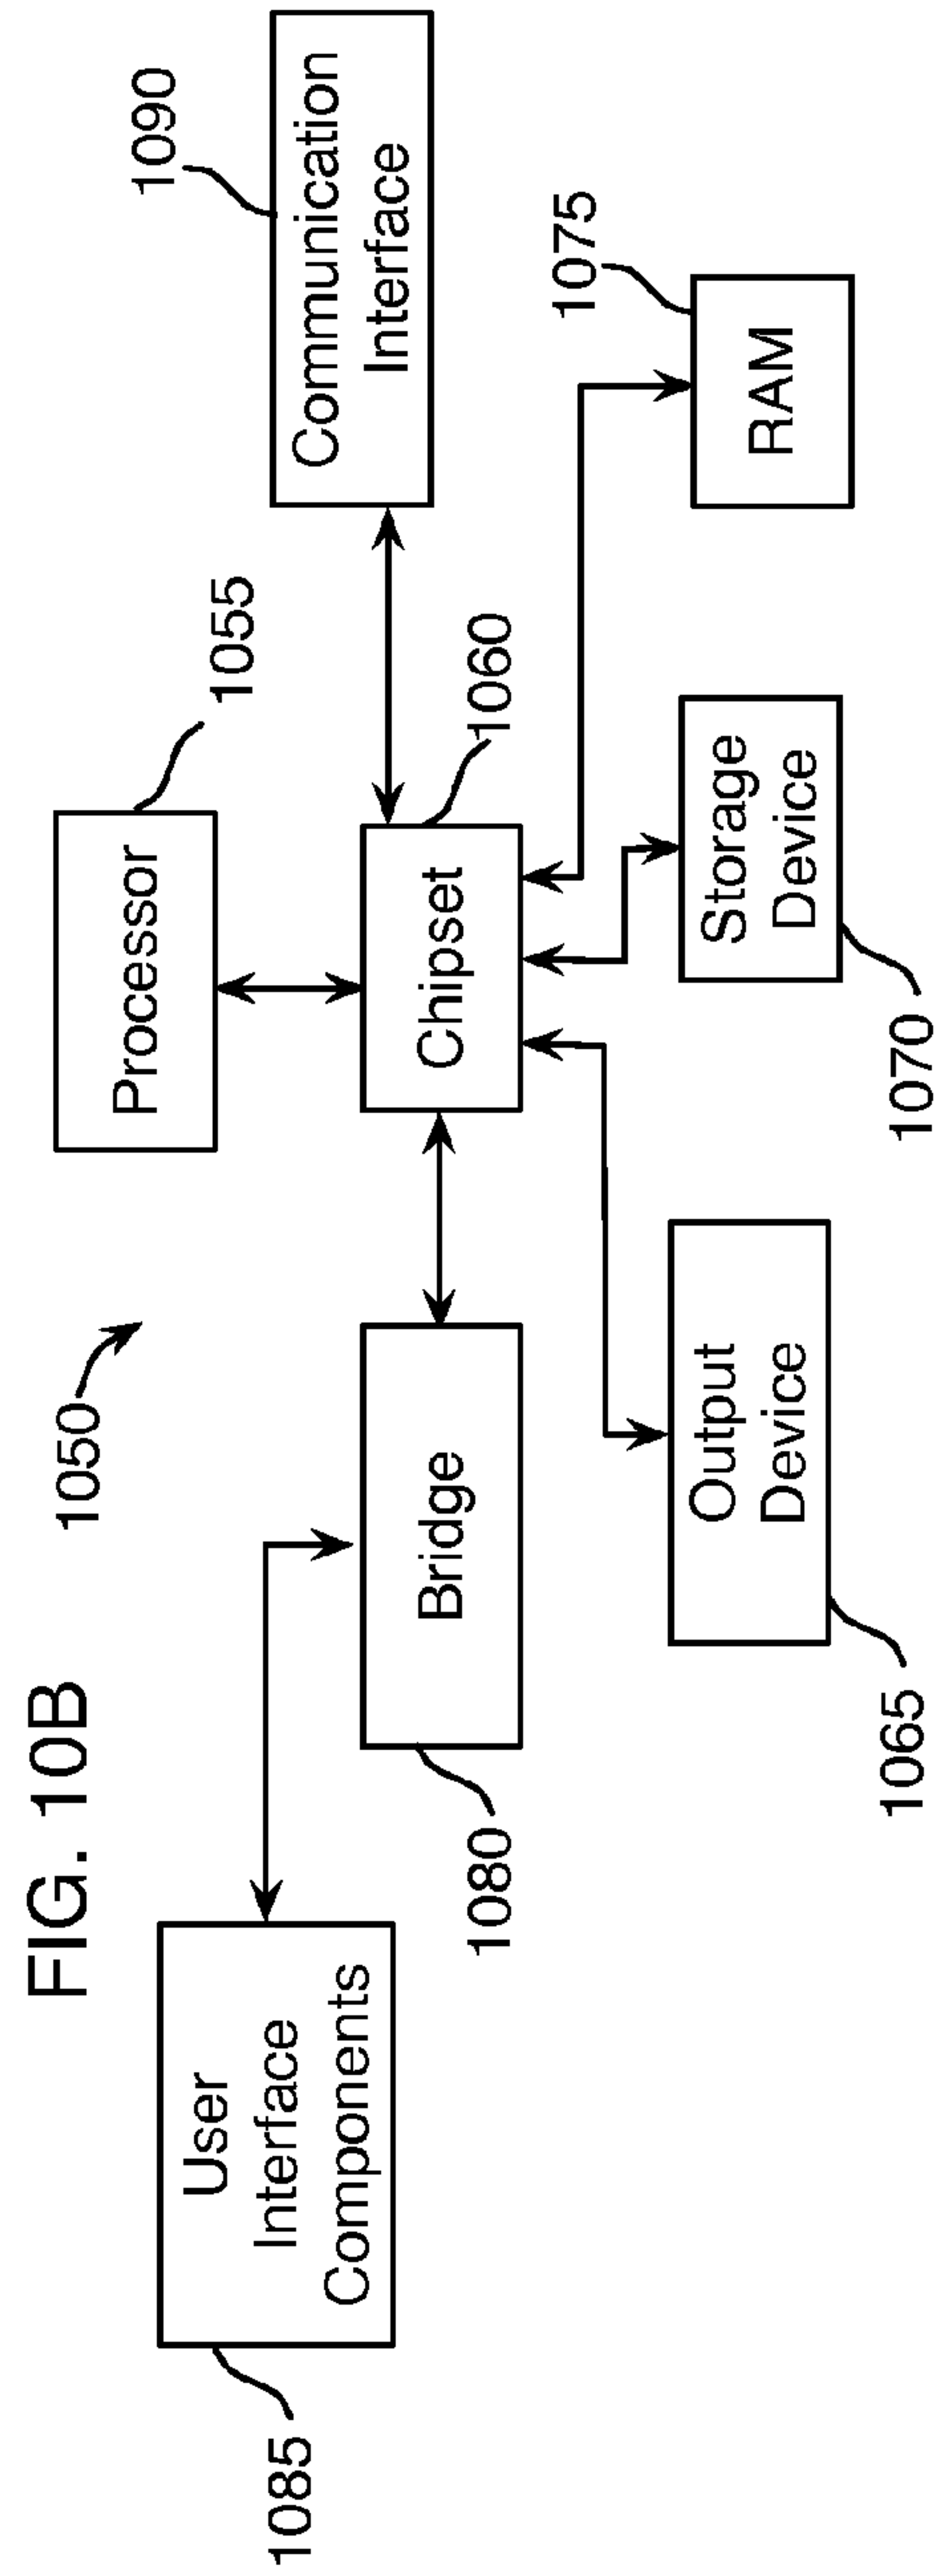 FIG. 10B
1050
Processor
1055
1090
Communication
Interface
User
Interface
Components
1085
Bridge
1080
Chipset
1060
1075
RAM
Output
Device
1065
Storage
Device
1070